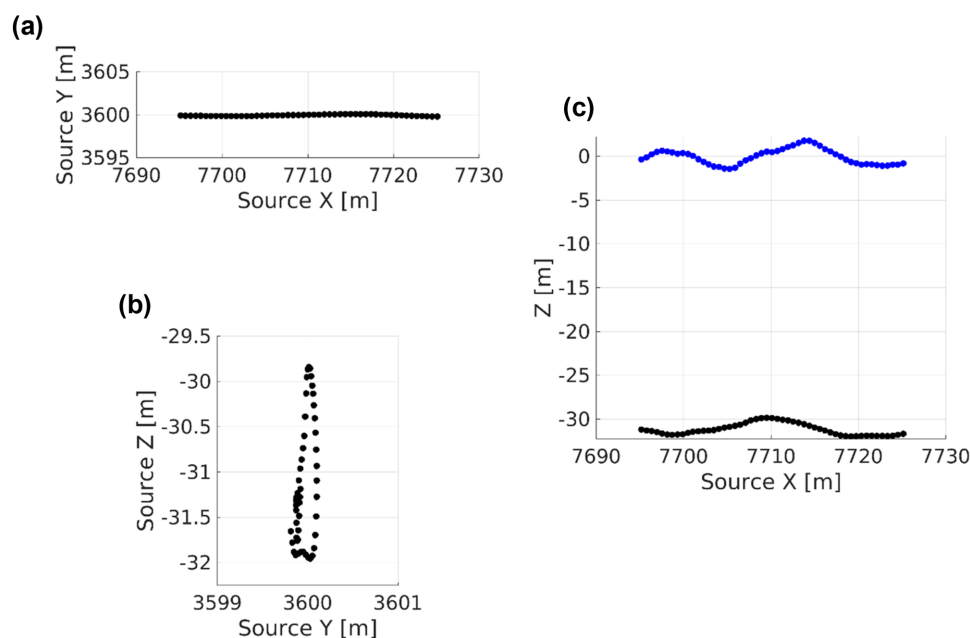 (a)
Source Y [m]
3605
3600
3595
7690 7700 7710 7720 7730
Source X [m]
(b)
Source Z [m]
-29.5
-30
-30.5
-31
-31.5
-32
3599 3600 3601
Source Y [m]
(c)
Z [m]
0
-5
-10
-15
-20
-25
-30
7690 7700 7710 7720 7730
Source X [m]